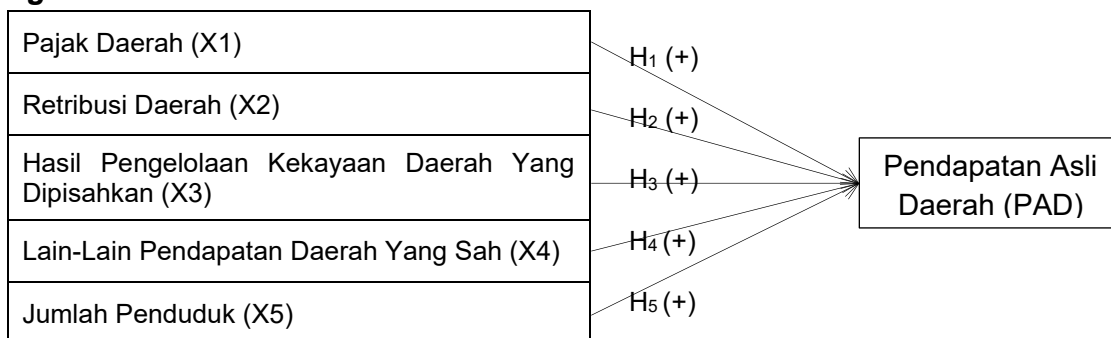 Pajak Daerah (X1)
H1 (+)
Retribusi Daerah (X2)
H2 (+)
Hasil Pengelolaan Kekayaan Daerah Yang
Dipisahkan (X3)
H3 (+)
Pendapatan Asli
Daerah (PAD)
Lain-Lain Pendapatan Daerah Yang Sah (X4)
H4 (+)
Jumlah Penduduk (X5)
H5 (+)